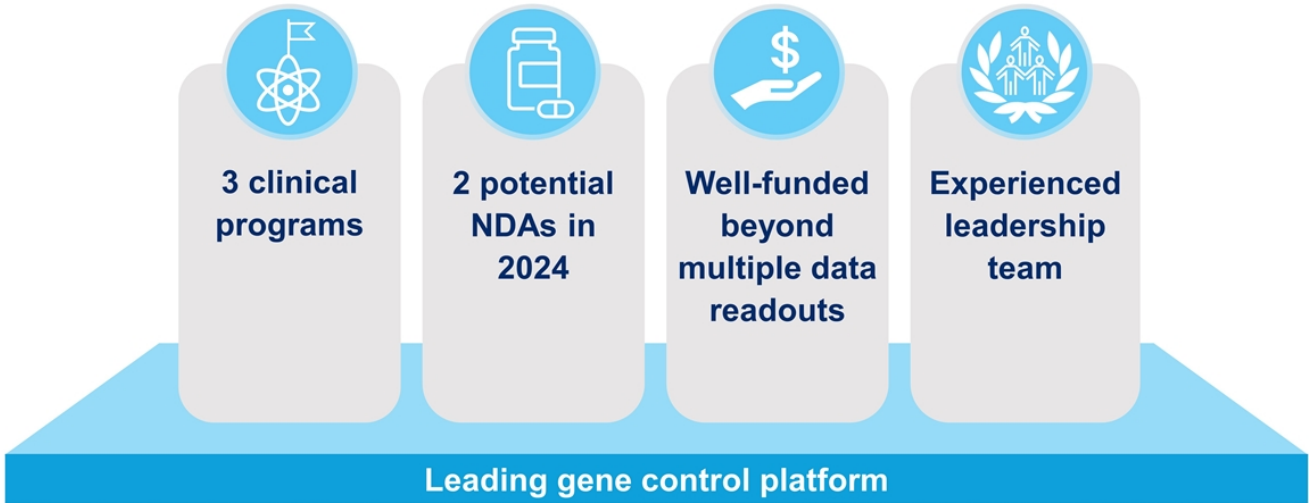 3 clinical
programs
2 potential
NDAs in
2024
$
Well-funded
beyond
multiple data
readouts
Experienced
leadership
team
Leading gene control platform